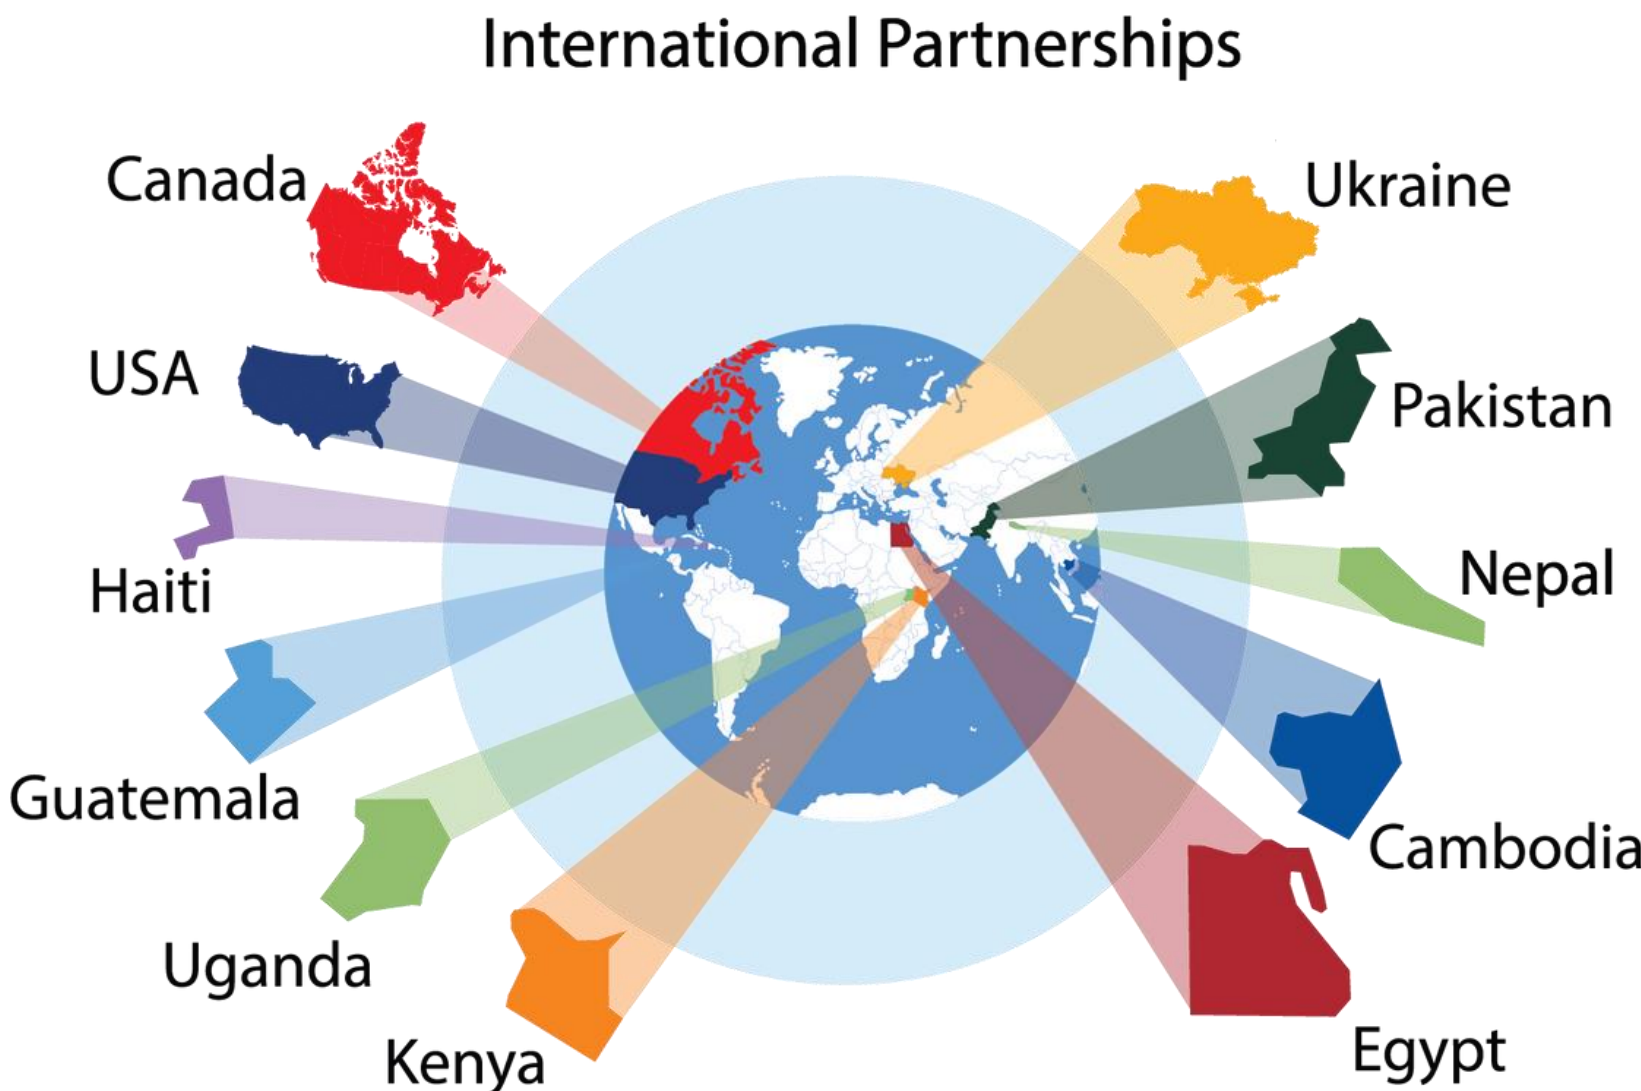 International Partnerships
Canada
USA
Haiti
Guatemala
Uganda
Kenya
Ukraine
Pakistan
Nepal
Cambodia
Egypt